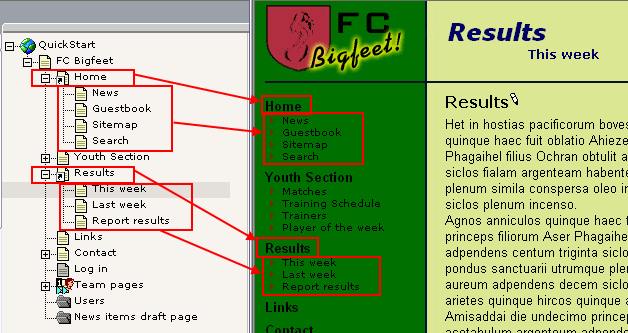 QuickStart
FC Bigfeet
Home
News
Guestbook
Sitemap
Search
Youth Section
Results
This week
Last week
Report results
Links
Contact
Log in
Team pages
Users
News items draft page
FC
Bigfeet!
Home
News
Guestbook
Sitemap
Search
Youth Section
Matches
Training Schedule
Trainers
Player of the week
Results
This week
Last week
Report results
Links
Contact
Results
This week
Results
Het in hostias pacificorum boves
quinque haec fuit oblatio Ahieze
Phagaihel filius Ochran obtulit a
siclos fialam argenteam habente
plenum simila conspersa oleo in
siclos plenum incenso.
Agnos anniculos quinque haec f
princeps filiorum Aser Phagaihe
adpendens centum triginta siclo
pondus sanctuarii utrumque plen
aureum adpendens decem siclo
arietes quinque hircos quinque a
Amisaddai die undecimo princep
acetabulum argenteum adpenden